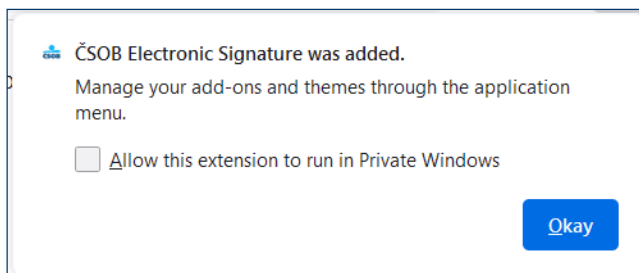 ČSOB
ČSOB Electronic Signature was added.
Manage your add-ons and themes through the application
menu.
Allow this extension to run in Private Windows
Okay